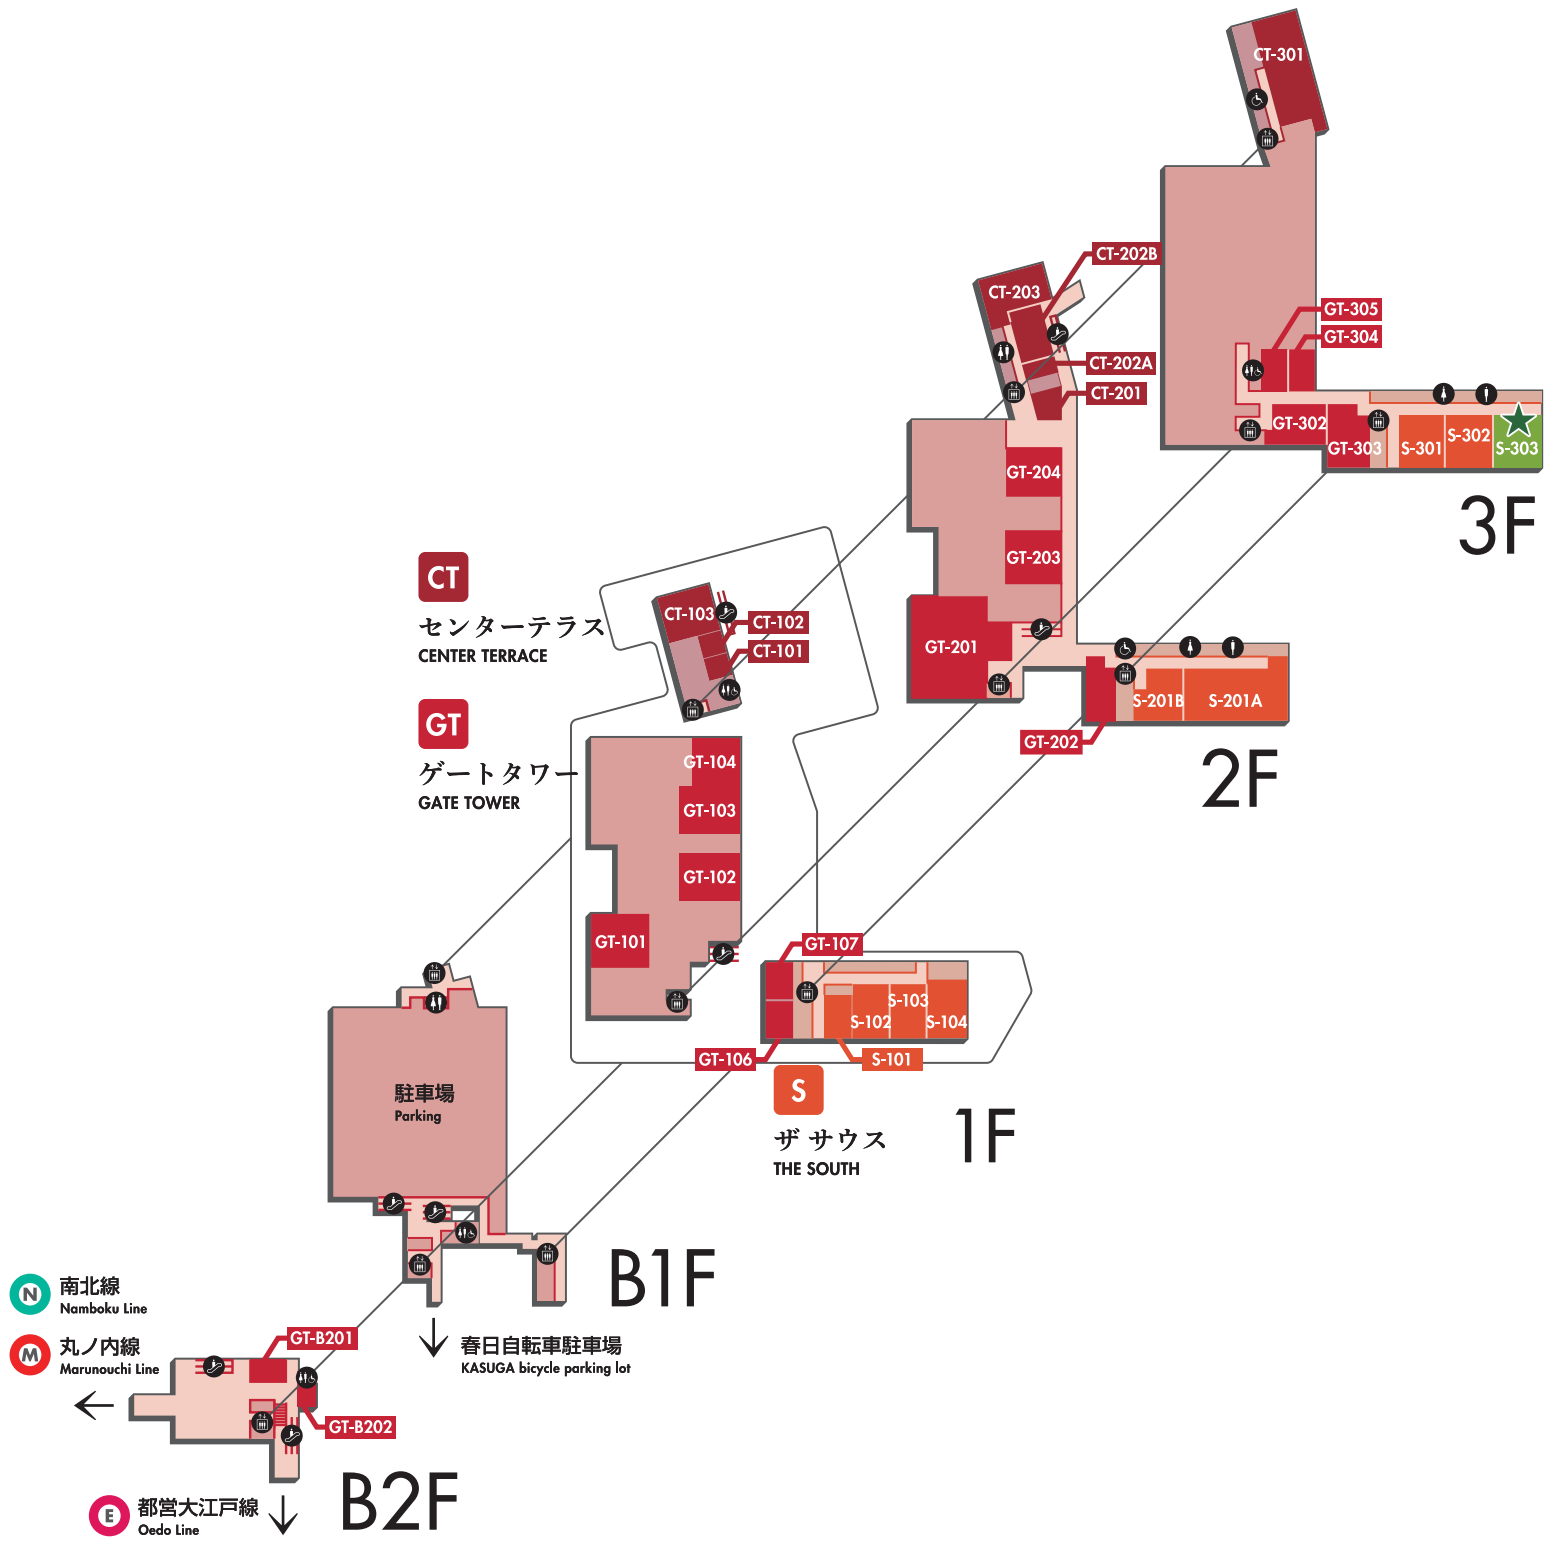 CT-301
CT-202B
CT-203
GT-305
GT-304
CT-202A
CT-201
GT-302
GT-303
S-301
S-302
S-303
3F
GT-204
GT-203
GT-201
S-201B
S-201A
GT-202
2F
CT
センターテラス
CENTER TERRACE
CT-103
CT-102
CT-101
GT
ゲートタワー
GATE TOWER
GT-104
GT-103
GT-102
GT-101
GT-107
S-103
S-102
S-104
GT-106
S-101
S
ザ サウス
THE SOUTH
1F
駐車場
Parking
B1F
N
南北線
Namboku Line
M
丸ノ内線
Marunouchi Line
春日自転車駐車場
KASUGA bicycle parking lot
GT-B201
GT-B202
B2F
E
都営大江戸線
Oedo Line